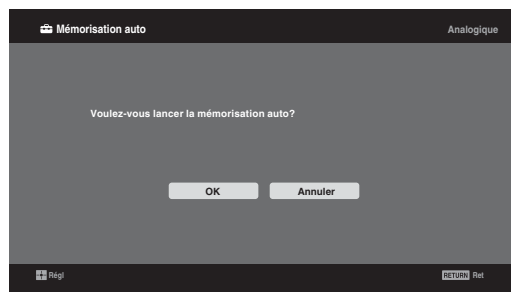 Mémorisation auto
Analogique
Voulez-vous lancer la mémorisation auto?
OK
Annuler
Régl
RETURN Ret